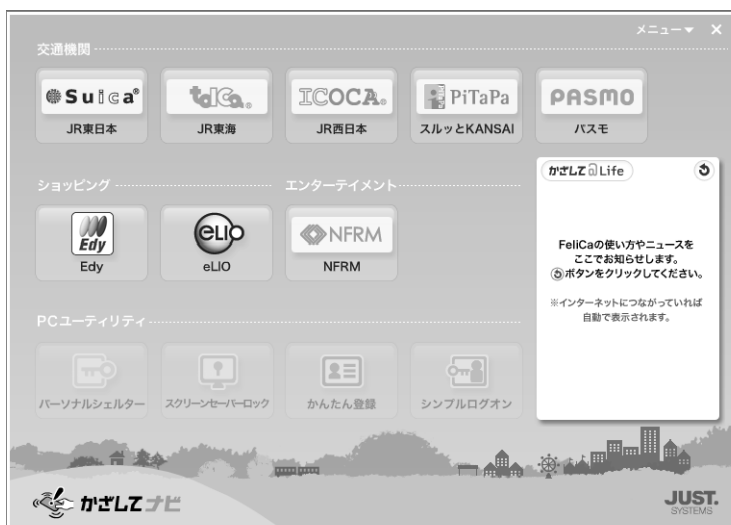 メニュー▼ ×
交通機関
Suica®
TOICa®
ICOCA®
PiTaPa
PASMO
JR東日本
JR東海
JR西日本
スルッとKANSAI
パスモ
ショッピング
エンターテイメント
Edy
eLIO
NFRM
Edy
eLIO
NFRM
かざして@Life
FeliCaの使い方やニュースを
ここでお知らせします。
ボタンをクリックしてください。
※インターネットにつながっていれば
自動で表示されます。
PCユーティリティ
パーソナルシェルター
スクリーンセーバーロック
かんたん登録
シンプルログオン
かざしてナビ
JUST.
SYSTEMS